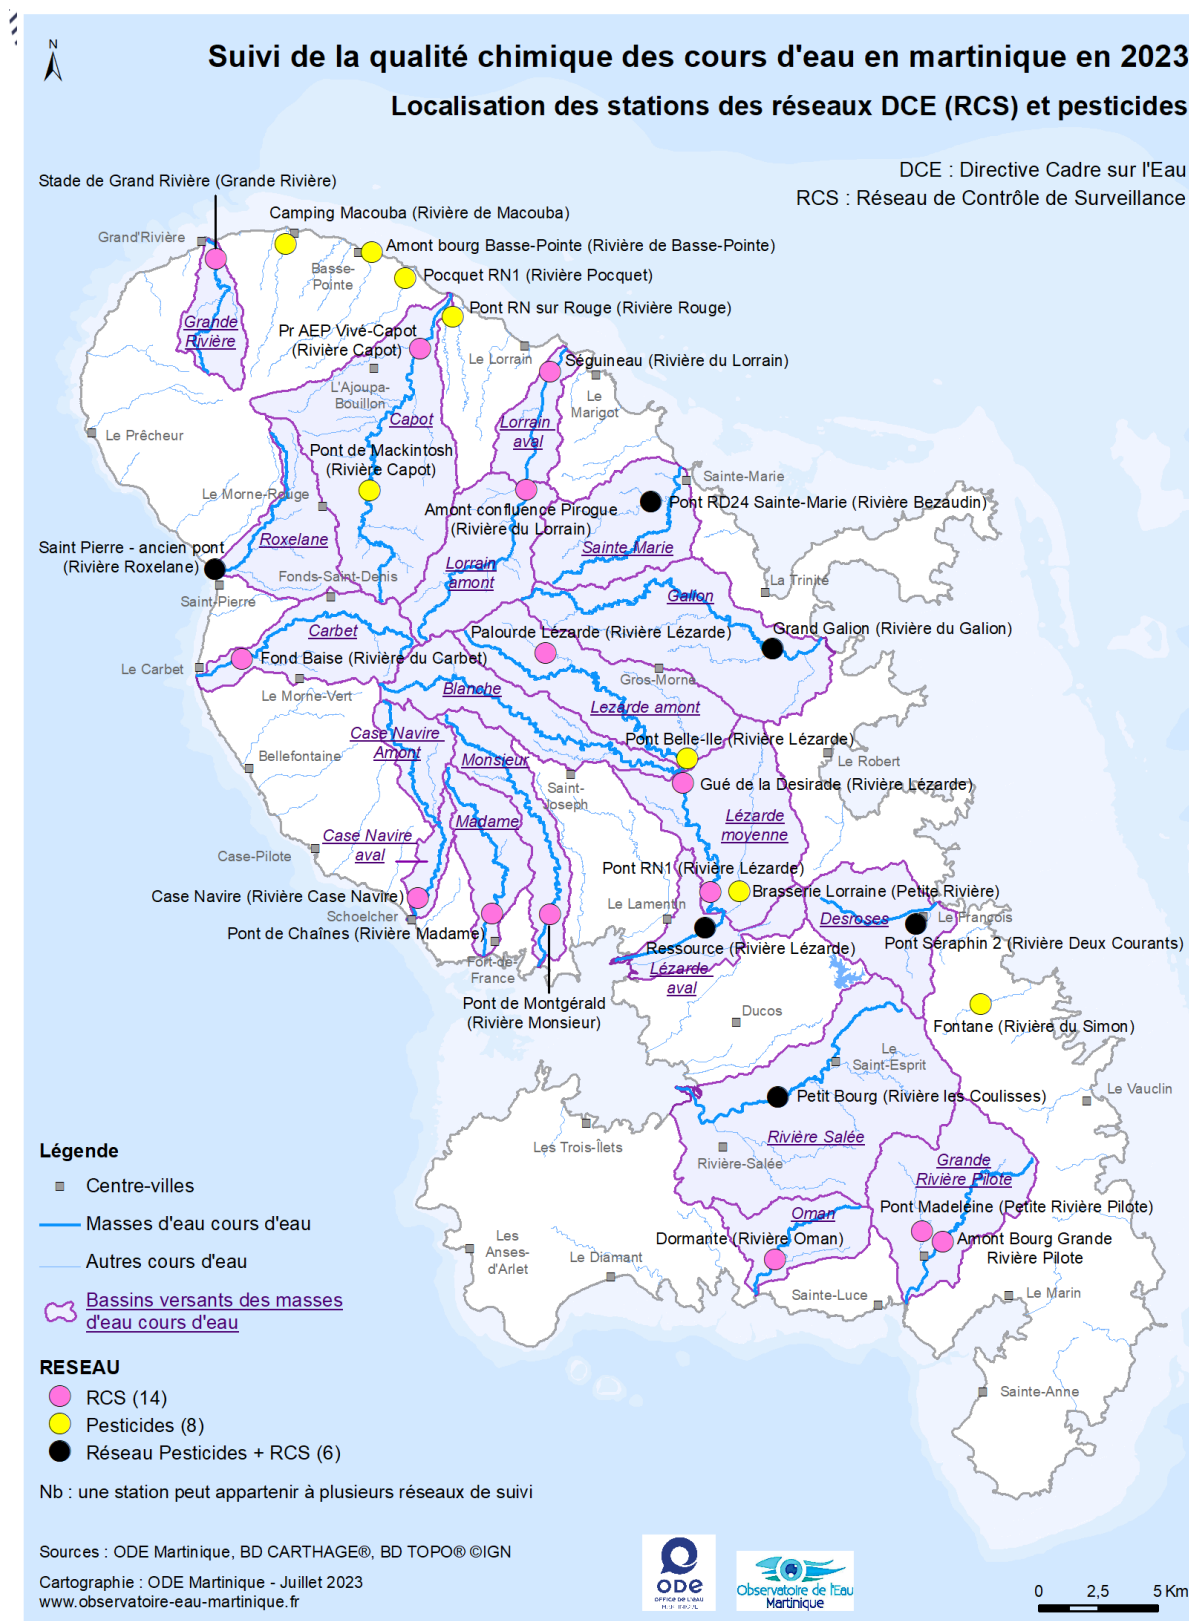 Suivi de la qualité chimique des cours d'eau en martinique en 2023
Localisation des stations des réseaux DCE (RCS) et pesticides
N
DCE : Directive Cadre sur l'Eau
RCS : Réseau de Contrôle de Surveillance
Stade de Grand Rivière (Grande Rivière)
Camping Macouba (Rivière de Macouba)
Grand'Rivière
Amont bourg Basse-Pointe (Rivière de Basse-Pointe)
Basse-
Pointe
Pocquet RN1 (Rivière Pocquet)
Pont RN sur Rouge (Rivière Rouge)
Grande
Rivière
Pr AEP Vivé-Capot
(Rivière Capot)
Le Lorrain
Séguineau (Rivière du Lorrain)
L'Ajoupa-
Bouillon
Le
Marigot
Capot
Lorrain
aval
Le Prêcheur
Pont de Mackintosh
(Rivière Capot)
Sainte-Marie
Le Morne-Rouge
Pont RD24 Sainte-Marie (Rivière Bezaudin)
Amont confluence Pirogue
(Rivière du Lorrain)
Roxelane
Sainte Marie
Saint Pierre - ancien pont
(Rivière Roxelane)
Lorrain
amont
Fonds-Saint-Denis
La Trinité
Saint-Pierre
Galion
Carbet
Palourde Lézarde (Rivière Lézarde)
Grand Galion (Rivière du Galion)
Le Carbet
Fond Baise (Rivière du Carbet)
Gros-Morne
Le Morne-Vert
Blanche
Lezarde amont
Case Navire
Amont
Pont Belle-Ile (Rivière Lézarde)
Bellefontaine
Monsieur
Le Robert
Saint-
Joseph
Gué de la Desirade (Rivière Lézarde)
Lézarde
moyenne
Madame
Case Navire
aval
Case-Pilote
Pont RN1 (Rivière Lézarde)
Case Navire (Rivière Case Navire)
Brasserie Lorraine (Petite Rivière)
Le Lamentin
Schoelcher
Desroses
Le François
Pont de Chaînes (Rivière Madame)
Pont Séraphin 2 (Rivière Deux Courants)
Ressource (Rivière Lézarde)
Fort-de-
France
Lézarde
aval
Pont de Montgérald
(Rivière Monsieur)
Ducos
Fontane (Rivière du Simon)
Le
Saint-Esprit
Le Vauclin
Petit Bourg (Rivière les Coulisses)
Rivière Salée
Les Trois-Îlets
Rivière-Salée
Grande
Rivière Pilote
Pont Madeleine (Petite Rivière Pilote)
Oman
Dormante (Rivière Oman)
Amont Bourg Grande
Rivière Pilote
Les
Anses-
d'Arlet
Le Diamant
Sainte-Luce
Le Marin
Sainte-Anne
Légende
Centre-villes
Masses d'eau cours d'eau
Autres cours d'eau
Bassins versants des masses
d'eau cours d'eau
RESEAU
RCS (14)
Pesticides (8)
Réseau Pesticides + RCS (6)
Nb : une station peut appartenir à plusieurs réseaux de suivi
Sources : ODE Martinique, BD CARTHAGE®, BD TOPO® ©IGN
Cartographie : ODE Martinique - Juillet 2023
www.observatoire-eau-martinique.fr
ODE
OFFICE DE L'EAU
MARTINIQUE
Observatoire de l'Eau
Martinique
0 2,5 5 Km